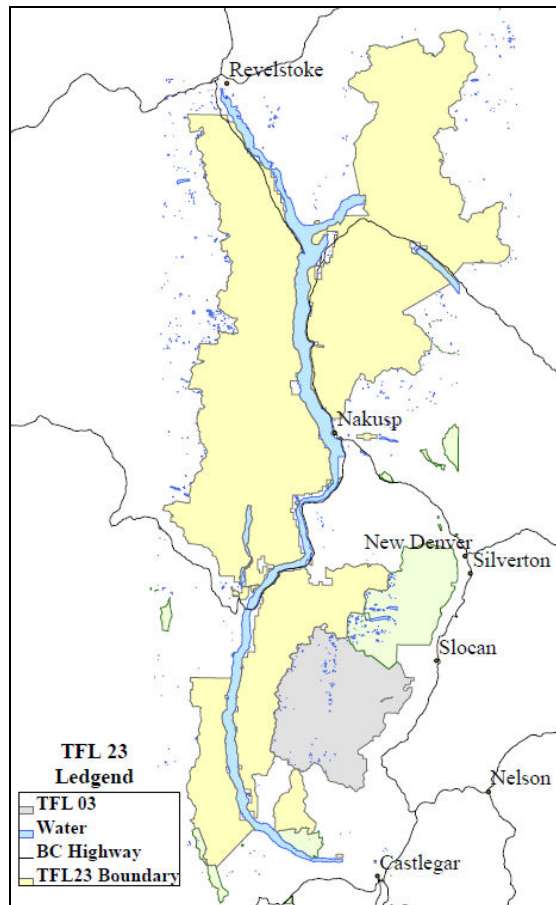 Revelstoke
Nakusp
New Denver
Silverton
Slocan
Nelson
Castlegar
TFL 23
Ledgend
TFL 03
Water
BC Highway
TFL23 Boundary